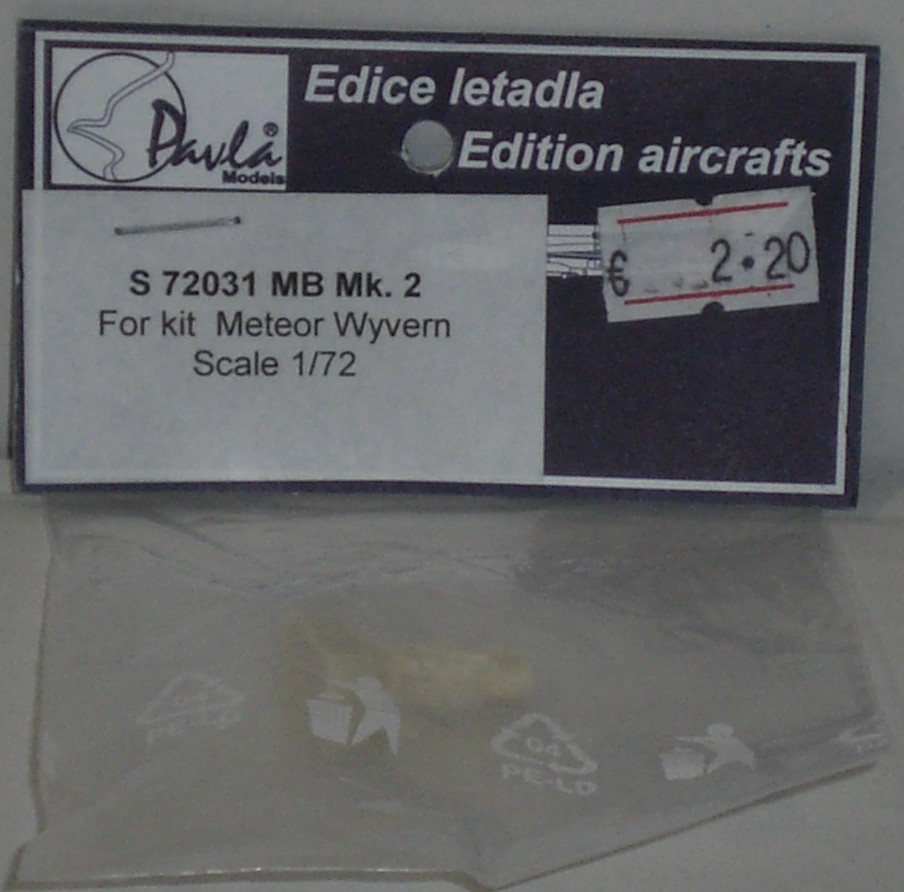 Edice letadla
Pavla®
Models
Edition aircrafts
€ 2.20
S 72031 MB Mk. 2
For kit Meteor Wyvern
Scale 1/72
04
PE-LD
04
PE-LD